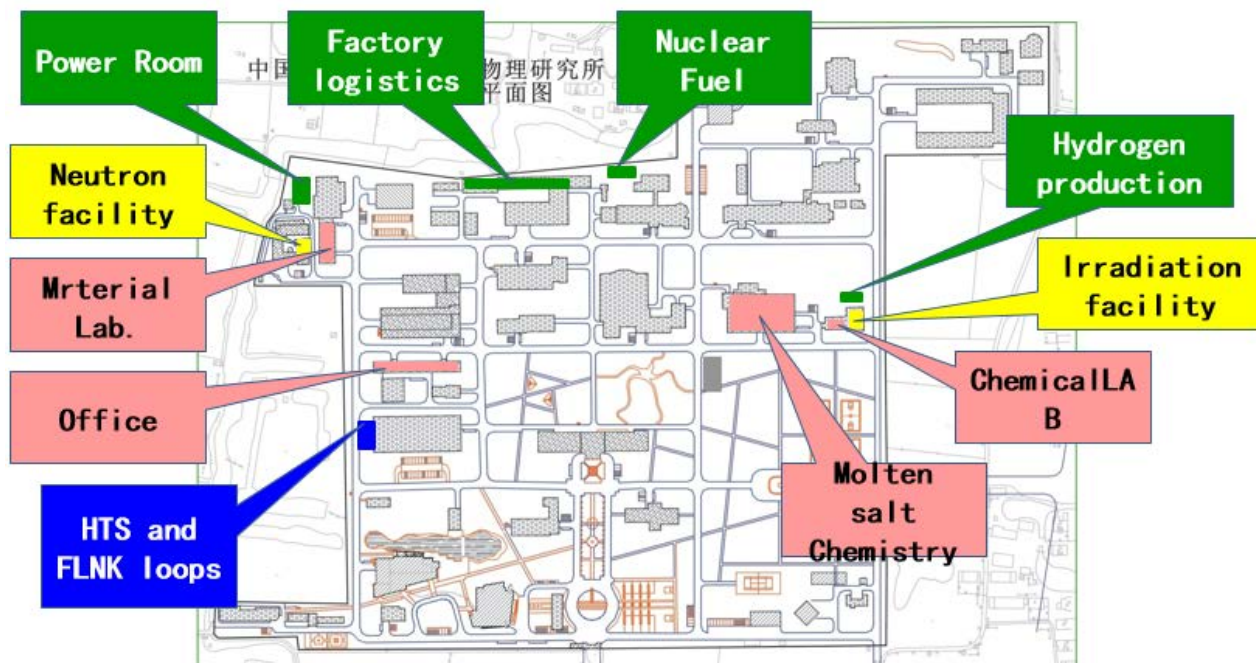 Power Room
Factory
logistics
Nuclear
Fuel
中国
物理研究所
平面图
Hydrogen
production
Neutron
facility
Irradiation
facility
Mrterial
Lab.
ChemicalLA
B
Office
Molten
salt
Chemistry
HTS and
FLNK loops